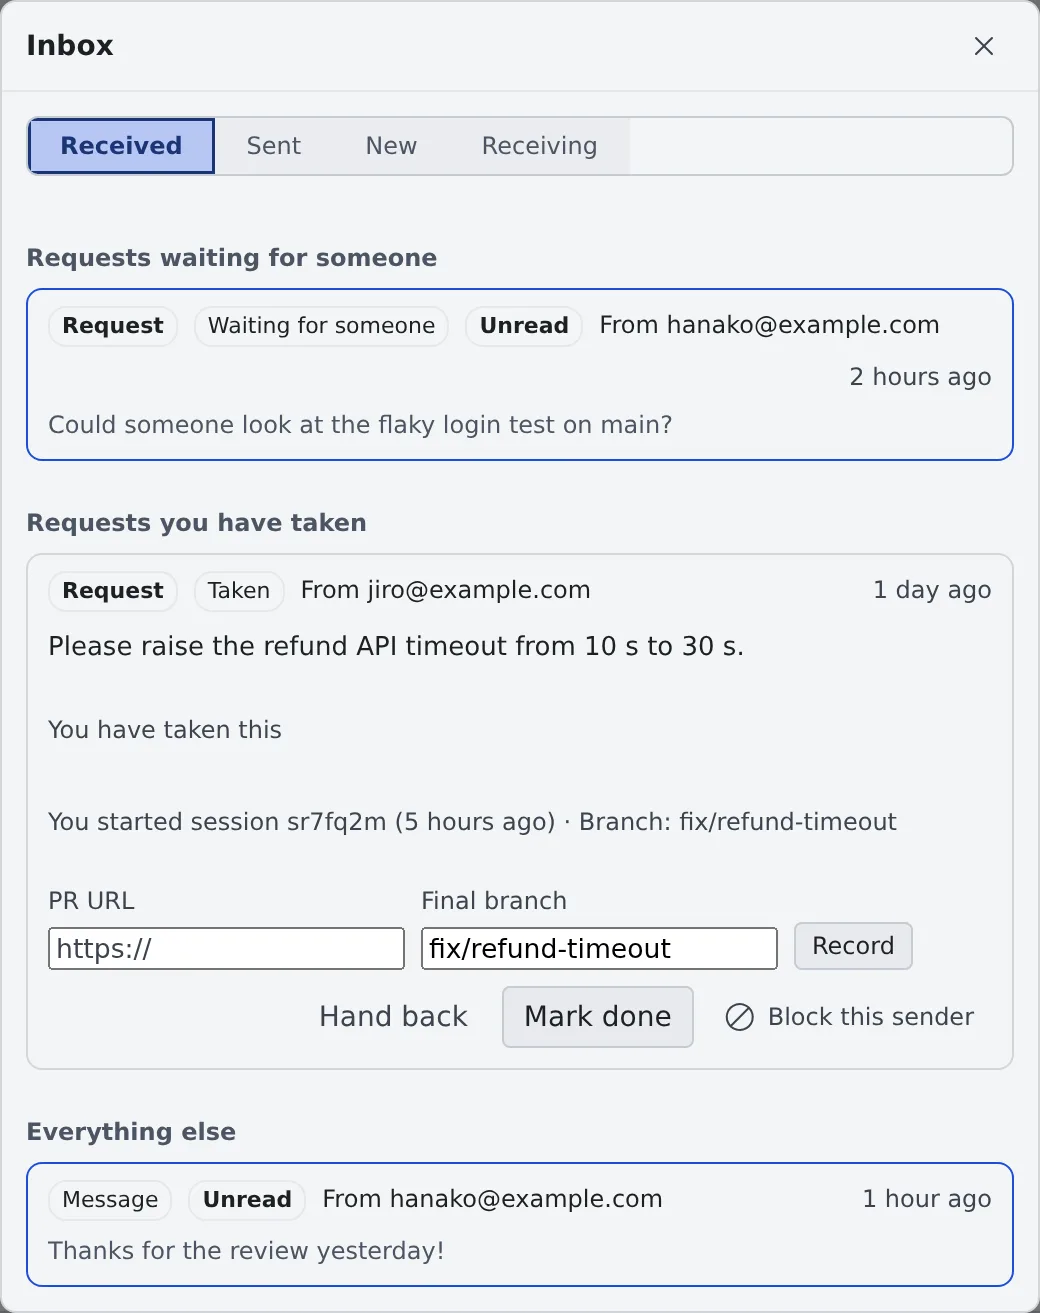 Inbox
Received Sent New Receiving
Requests waiting for someone
Request Waiting for someone Unread From hanako@example.com
2 hours ago
Could someone look at the flaky login test on main?
Requests you have taken
Request Taken From jiro@example.com 1 day ago
Please raise the refund API timeout from 10 s to 30 s.
You have taken this
You started session sr7fq2m (5 hours ago) · Branch: fix/refund-timeout
PR URL Final branch
https:// fix/refund-timeout Record
Hand back Mark done Block this sender
Everything else
Message Unread From hanako@example.com 1 hour ago
Thanks for the review yesterday!